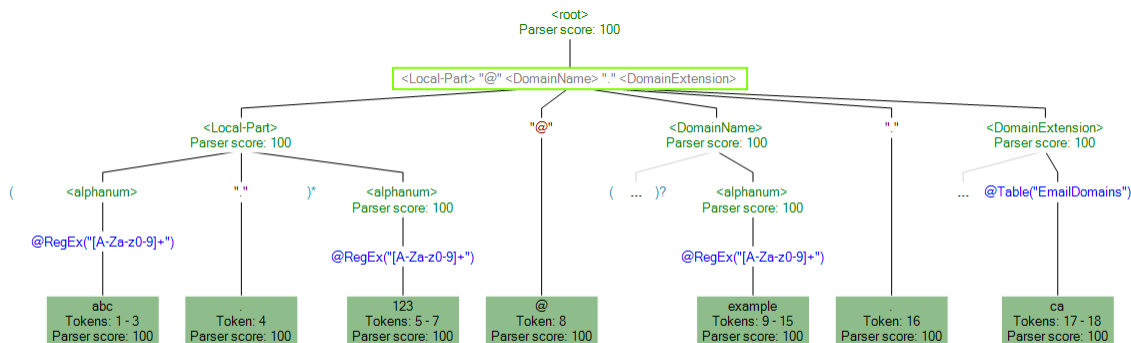 <root>
Parser score: 100
<Local-Part> "@" <DomainName> "." <DomainExtension>
<Local-Part>
Parser score: 100
"@"
<DomainName>
Parser score: 100
"."
<DomainExtension>
Parser score: 100
( <alphanum> "." )* <alphanum>
Parser score: 100
( ... )? <alphanum>
Parser score: 100
... @Table("EmailDomains")
@RegEx("[A-Za-z0-9]+")
@RegEx("[A-Za-z0-9]+")
@RegEx("[A-Za-z0-9]+")
abc
Tokens: 1 - 3
Parser score: 100
.
Token: 4
Parser score: 100
123
Tokens: 5 - 7
Parser score: 100
@
Token: 8
Parser score: 100
example
Tokens: 9 - 15
Parser score: 100
.
Token: 16
Parser score: 100
ca
Tokens: 17 - 18
Parser score: 100